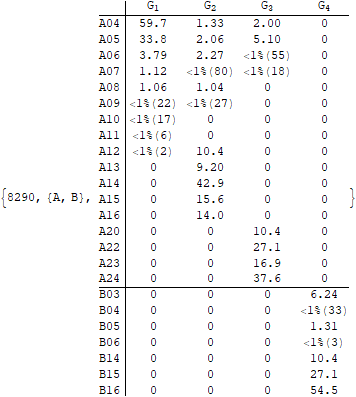 G1 G2 G3 G4
A04 59.7 1.33 2.00 0
A05 33.8 2.06 5.10 0
A06 3.79 2.27 <1%(55) 0
A07 1.12 <1%(80) <1%(18) 0
A08 1.06 1.04 0 0
A09 <1%(22) <1%(27) 0 0
A10 <1%(17) 0 0 0
A11 <1%(6) 0 0 0
A12 <1%(2) 10.4 0 0
A13 0 9.20 0 0
A14 0 42.9 0 0
{8290, {A, B}, A15 0 15.6 0 0 }
A16 0 14.0 0 0
A20 0 0 10.4 0
A22 0 0 27.1 0
A23 0 0 16.9 0
A24 0 0 37.6 0
B03 0 0 0 6.24
B04 0 0 0 <1%(33)
B05 0 0 0 1.31
B06 0 0 0 <1%(3)
B14 0 0 0 10.4
B15 0 0 0 27.1
B16 0 0 0 54.5